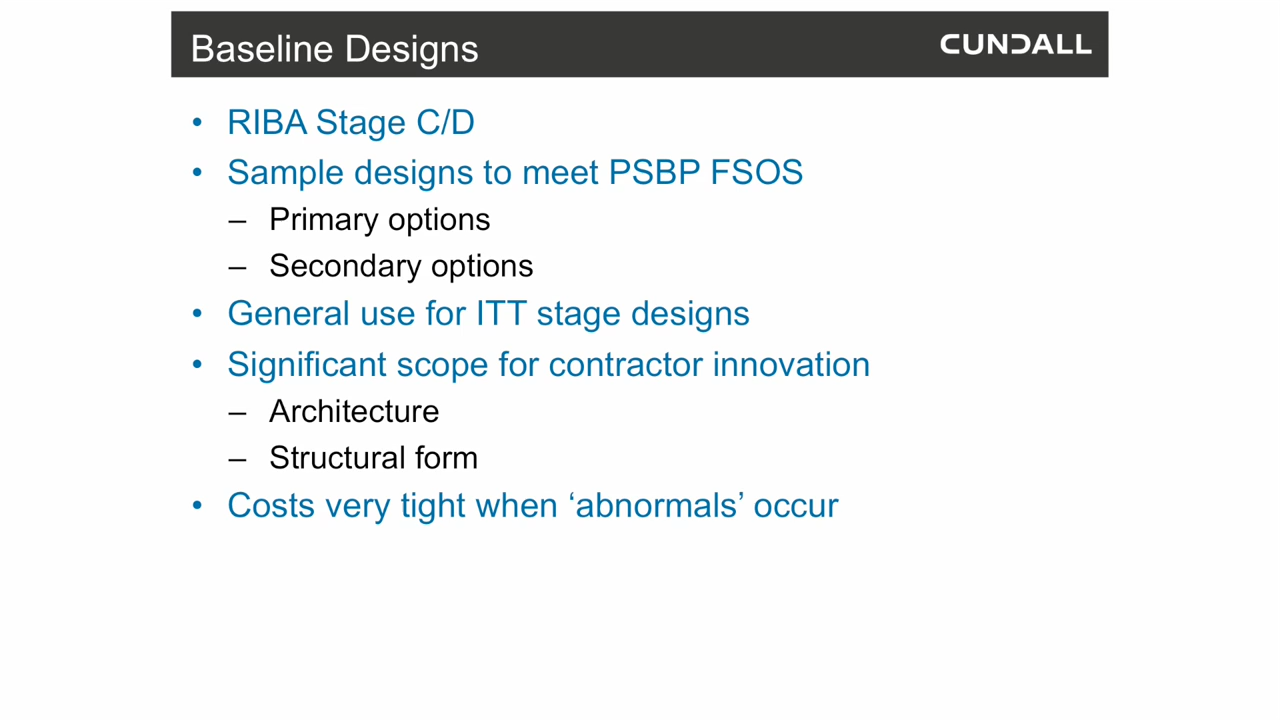 Baseline Designs
CUNDALL
• RIBA Stage C/D
• Sample designs to meet PSBP FSOS
– Primary options
– Secondary options
• General use for ITT stage designs
• Significant scope for contractor innovation
– Architecture
– Structural form
• Costs very tight when ‘abnormals’ occur